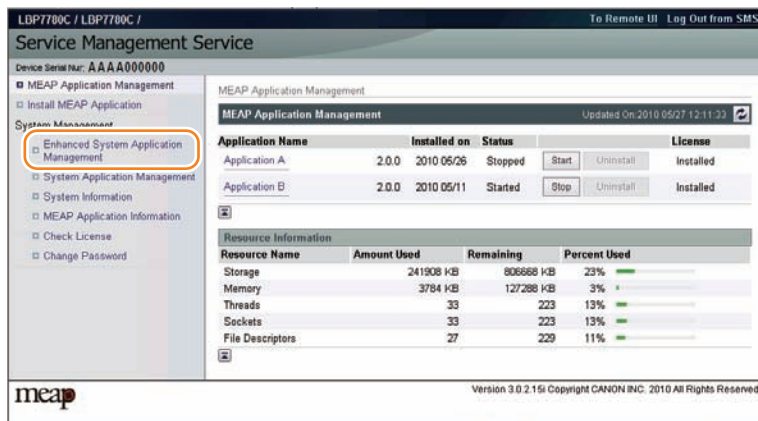 LBP7780C / LBP7780C /
To Remote UI Log Out from SMS
Service Management Service
Device Serial Nur: AAAA000000
MEAP Application Management
Install MEAP Application
System Management
Enhanced System Application
Management
System Application Management
System Information
MEAP Application Information
Check License
Change Password
MEAP Application Management
MEAP Application Management Updated On:2010 05/27 12:11:33
Application Name Installed on Status License
Application A 2.0.0 2010 05/26 Stopped Start Uninstall Installed
Application B 2.0.0 2010 05/11 Started Stop Uninstall Installed
Resource Information
Resource Name Amount Used Remaining Percent Used
Storage 241908 KB 806668 KB 23%
Memory 3784 KB 127288 KB 3%
Threads 33 223 13%
Sockets 33 223 13%
File Descriptors 27 229 11%
meap
Version 3.0.2.15i Copyright CANON INC. 2010 All Rights Reserved